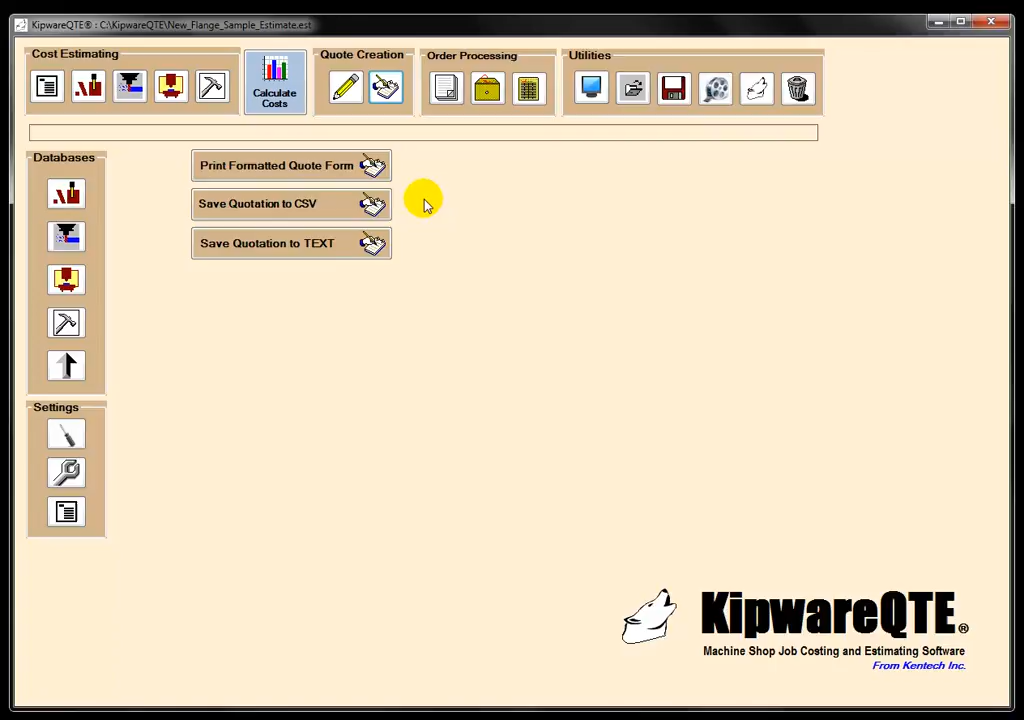 KipwareQTE® : C:\KipwareQTE\New_Flange_Sample_Estimate.est
Cost Estimating
Calculate
Costs
Quote Creation
Order Processing
Utilities
Databases
Print Formatted Quote Form
Save Quotation to CSV
Save Quotation to TEXT
Settings
KipwareQTE®
Machine Shop Job Costing and Estimating Software
From Kentech Inc.